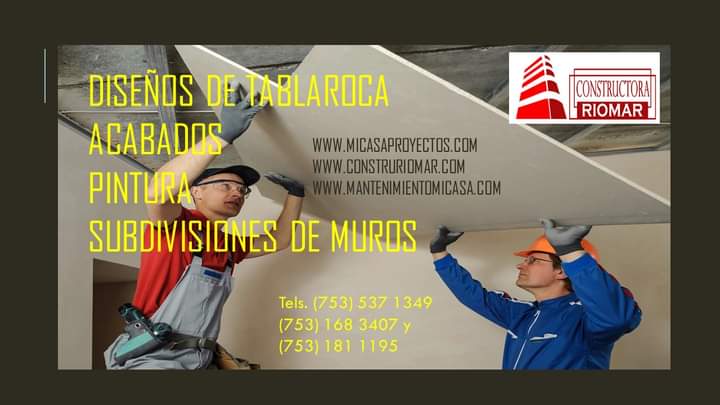 DISEÑOS DE TABLAROCA
ACABADOS
PINTURA
SUBDIVISIONES DE MUROS
CONSTRUCTORA
RIOMAR
WWW.MICASAPROYECTOS.COM
WWW.CONSTRURIOMAR.COM
WWW.MANTENIMIENTOMICASA.COM
Tels. (753) 537 1349
(753) 168 3407 y
(753) 181 1195